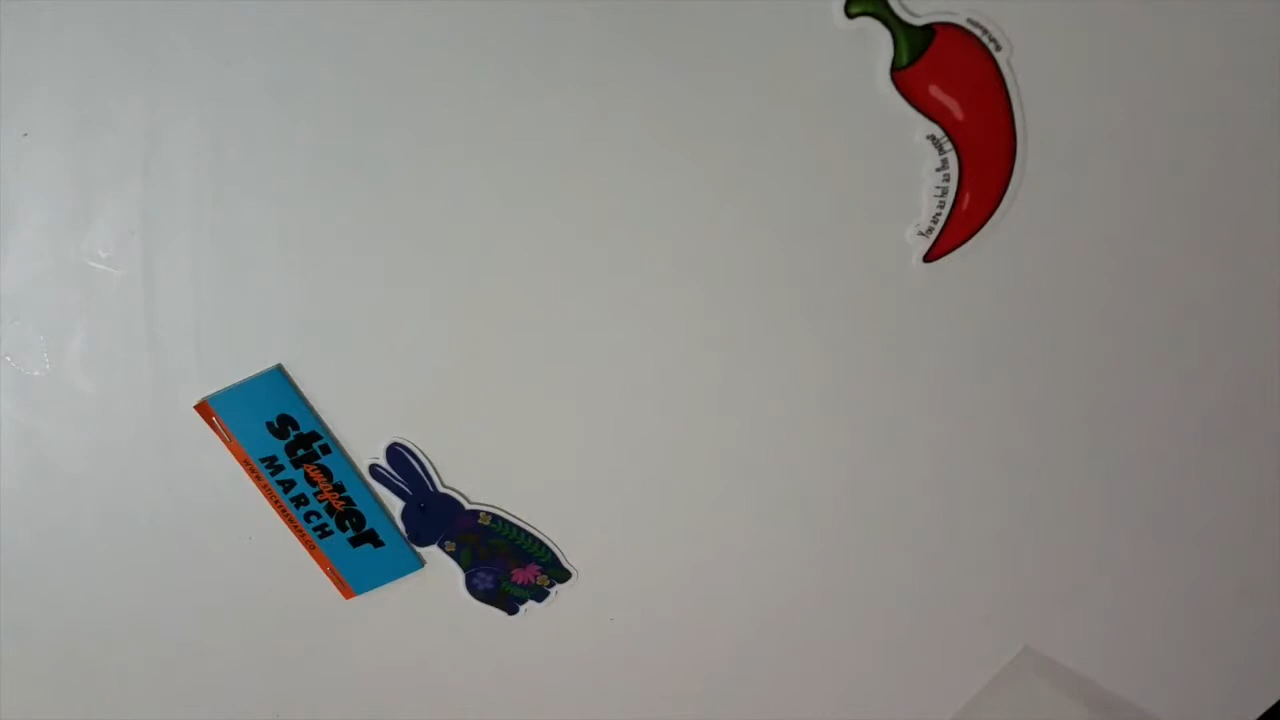 You are as hot as this pepper
sticker
swaps
MARCH
WWW.STICKERSWAPS.CO